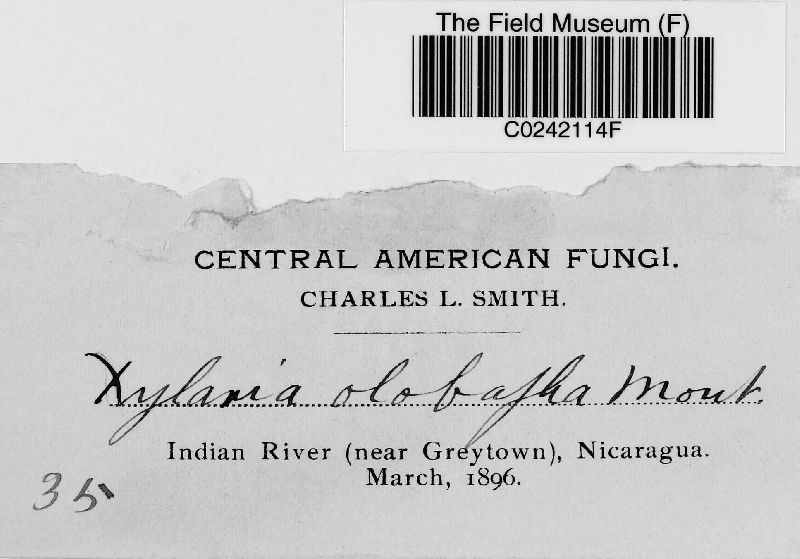 The Field Museum (F)
C0242114F
CENTRAL AMERICAN FUNGI.
CHARLES L. SMITH.
Xylaria olobapha Mont.
Indian River (near Greytown), Nicaragua.
March, 1896.
35